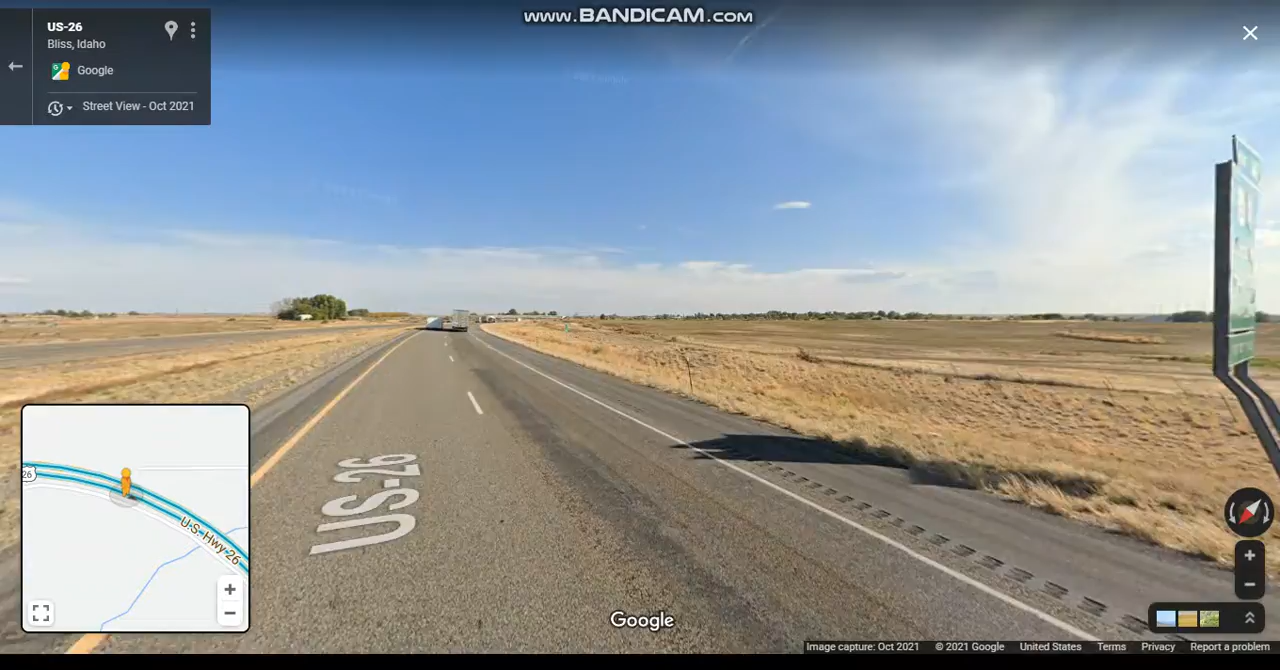 www.BANDICAM.com
US-26
Bliss, Idaho
Google
Street View - Oct 2021
US-26
26
U.S. Hwy 26
Google
Image capture: Oct 2021 © 2021 Google United States Terms Privacy Report a problem